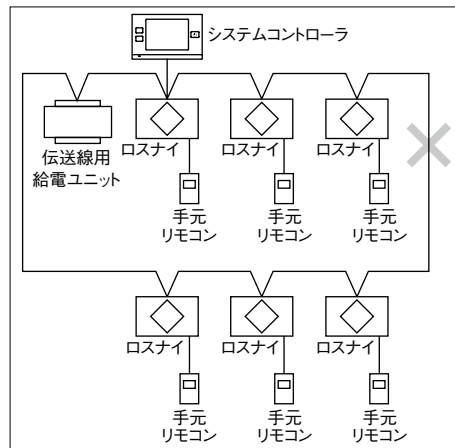 システムコントローラ
伝送線用
給電ユニット
ロスナイ
ロスナイ
ロスナイ
手元
リモコン
手元
リモコン
手元
リモコン
ロスナイ
ロスナイ
ロスナイ
手元
リモコン
手元
リモコン
手元
リモコン